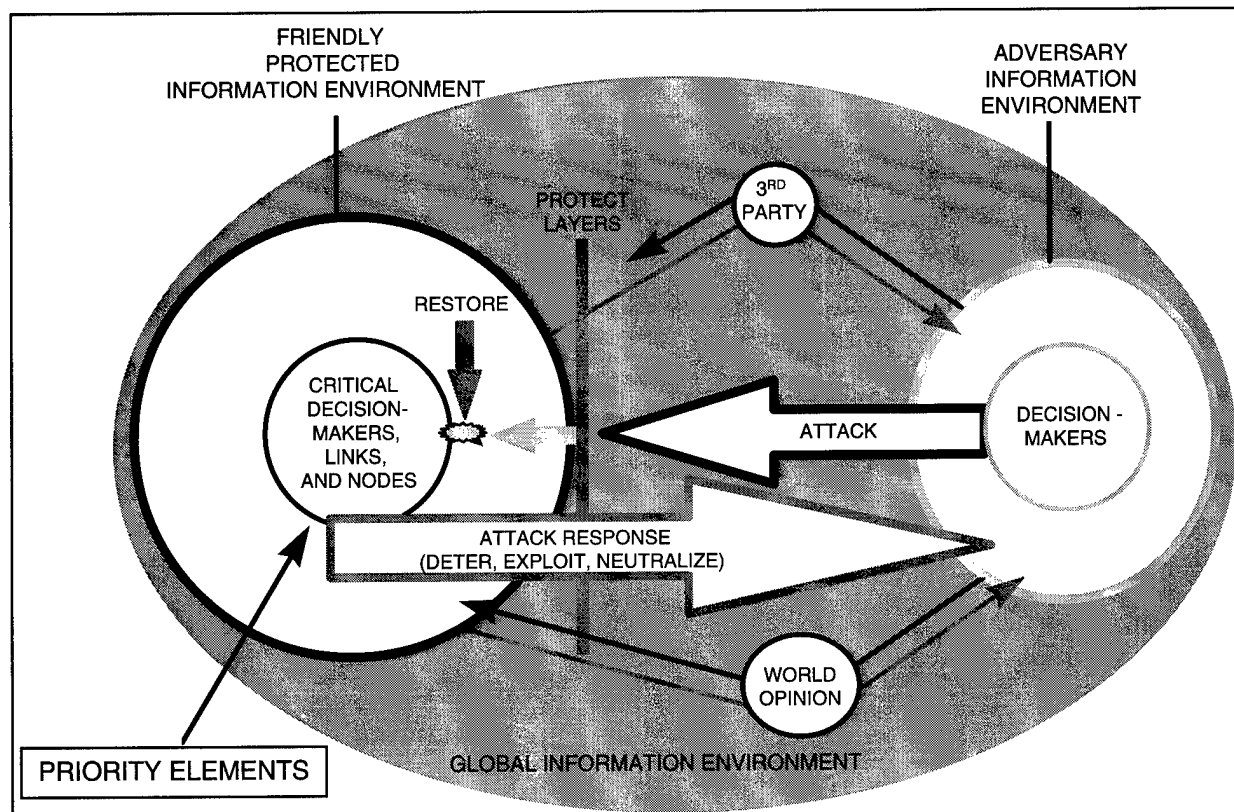 FRIENDLY
PROTECTED
INFORMATION ENVIRONMENT
ADVERSARY
INFORMATION
ENVIRONMENT
3RD
PARTY
PROTECT
LAYERS
RESTORE
CRITICAL
DECISION-
MAKERS,
LINKS,
AND NODES
ATTACK
DECISION -
MAKERS
ATTACK RESPONSE
(DETER, EXPLOIT, NEUTRALIZE)
WORLD
OPINION
GLOBAL INFORMATION ENVIRONMENT
PRIORITY ELEMENTS